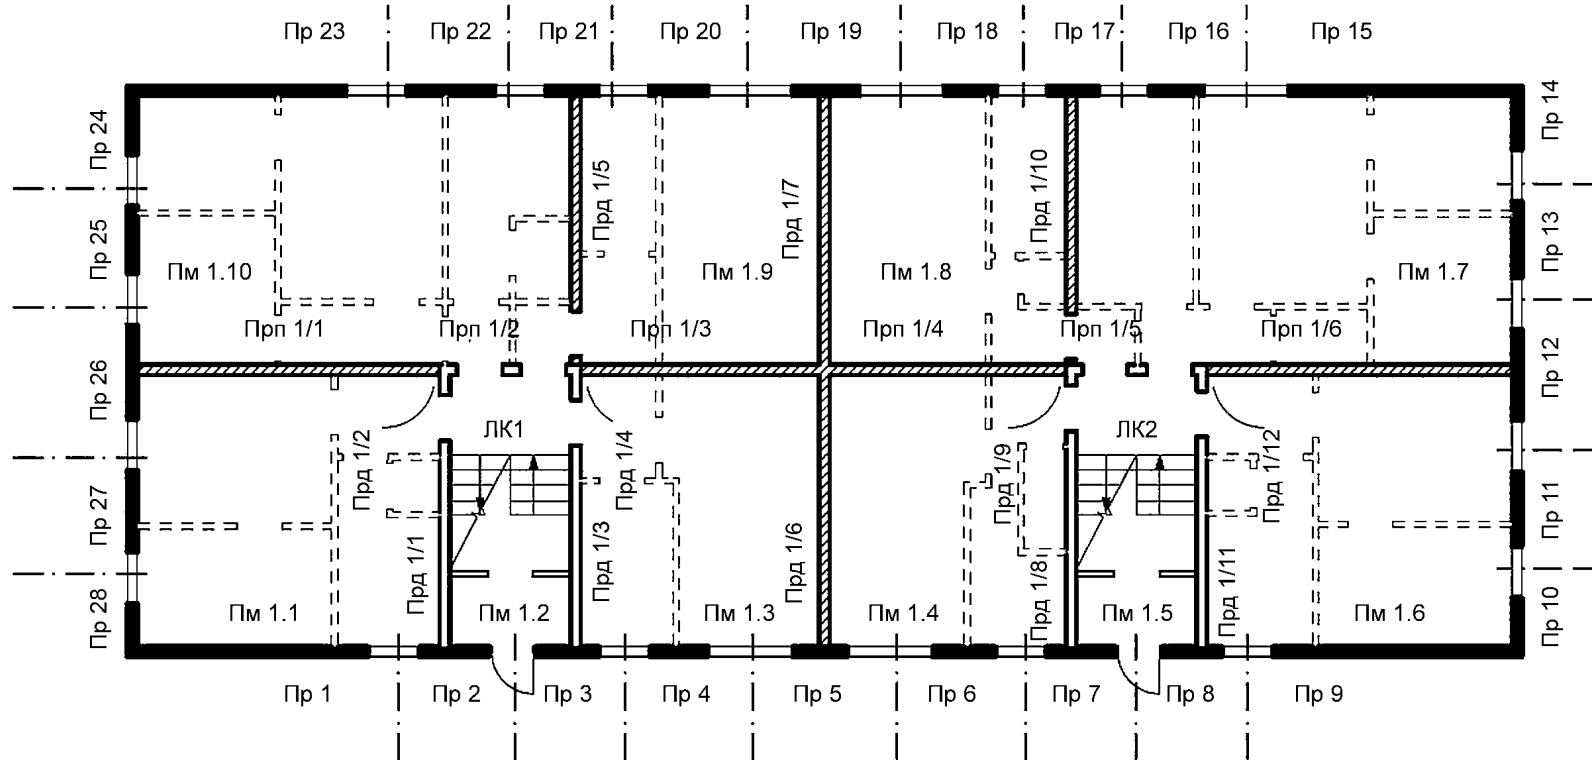 Пр 23 Пр 22 Пр 21 Пр 20 Пр 19 Пр 18 Пр 17 Пр 16 Пр 15
Пр 24
Пр 14
Прд 1/5
Прд 1/7
Прд 1/10
Пр 25
Пр 13
Пм 1.10
Пм 1.9
Пм 1.8
Пм 1.7
Прп 1/1 Прп 1/2 Прп 1/3 Прп 1/4 Прп 1/5 Прп 1/6
Пр 26
Пр 12
ЛК1
ЛК2
Прд 1/2
Прд 1/4
Прд 1/9
Прд 1/12
Пр 27
Пр 11
Прд 1/1
Прд 1/3
Прд 1/6
Прд 1/8
Прд 1/11
Пр 28
Пр 10
Пм 1.1 Пм 1.2 Пм 1.3 Пм 1.4 Пм 1.5 Пм 1.6
Пр 1 Пр 2 Пр 3 Пр 4 Пр 5 Пр 6 Пр 7 Пр 8 Пр 9